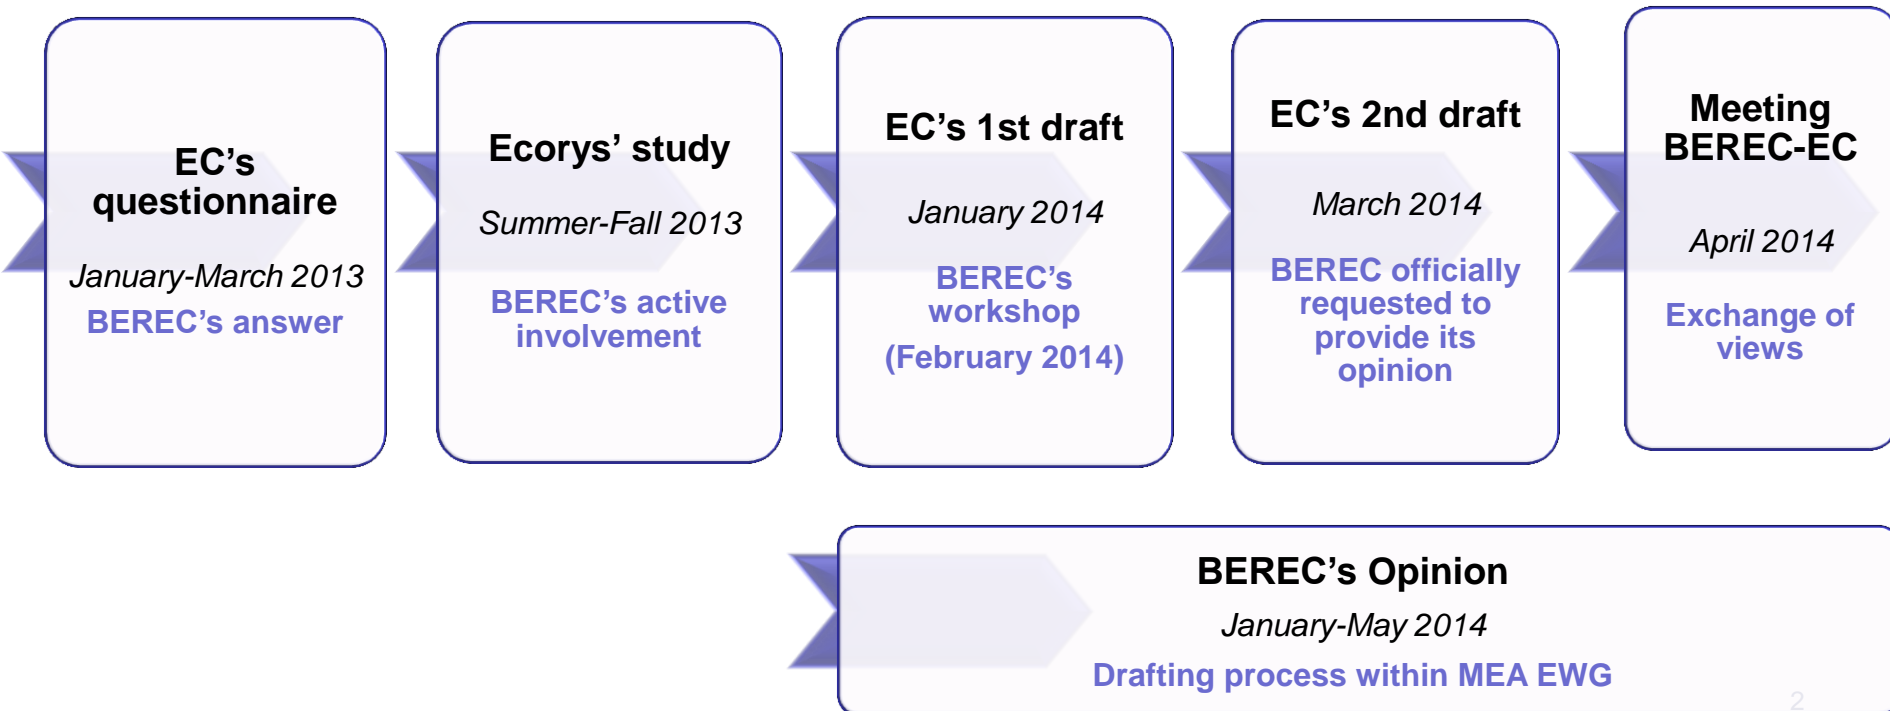 EC’s
questionnaire
January-March 2013
BEREC’s answer
Ecorys’ study
Summer-Fall 2013
BEREC’s active
involvement
EC’s 1st draft
January 2014
BEREC’s
workshop
(February 2014)
EC’s 2nd draft
March 2014
BEREC officially
requested to
provide its
opinion
Meeting
BEREC-EC
April 2014
Exchange of
views
BEREC’s Opinion
January-May 2014
Drafting process within MEA EWG
2